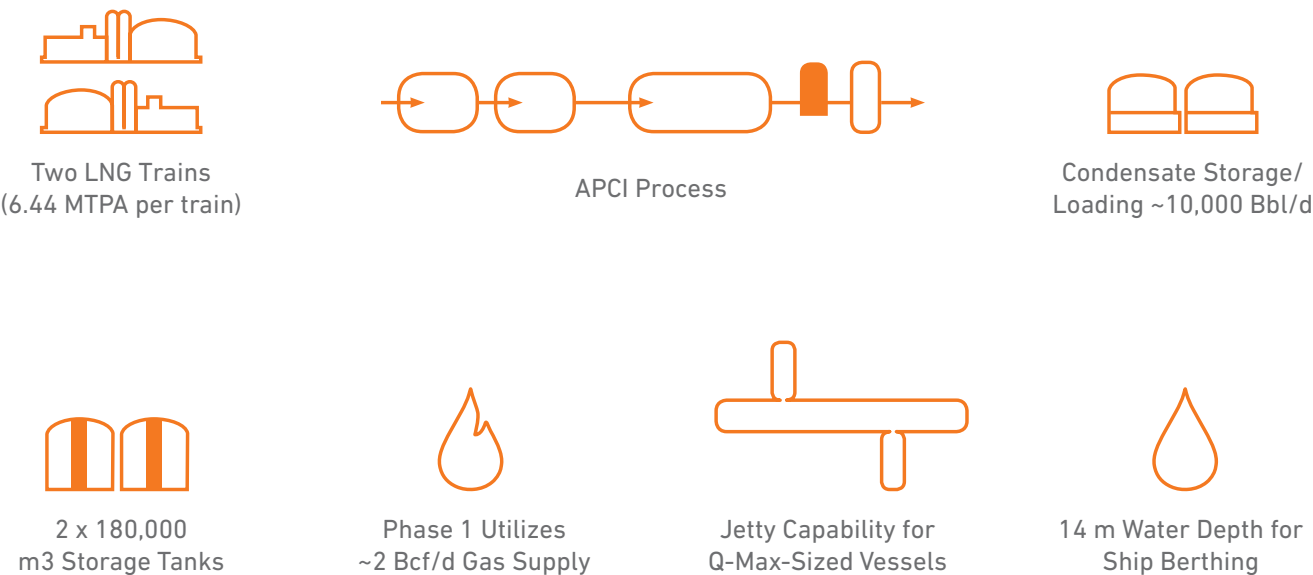 Two LNG Trains
(6.44 MTPA per train)
APCI Process
Condensate Storage/
Loading ~10,000 Bbl/d
2 x 180,000
m3 Storage Tanks
Phase 1 Utilizes
~2 Bcf/d Gas Supply
Jetty Capability for
Q-Max-Sized Vessels
14 m Water Depth for
Ship Berthing